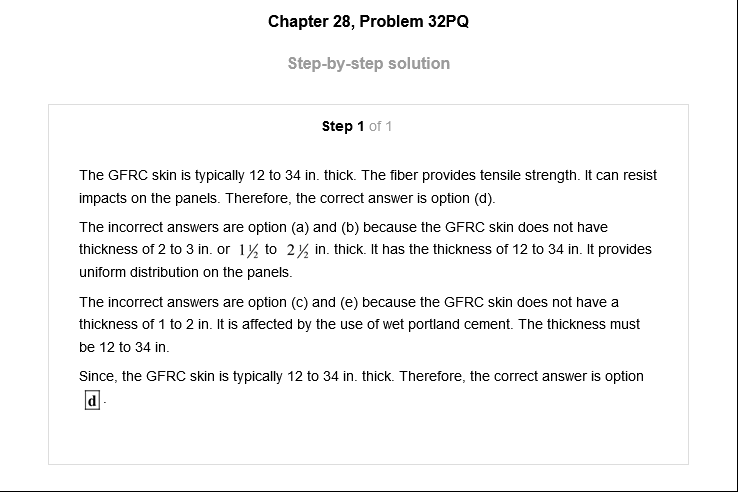 Chapter 28, Problem 32PQ
Step-by-step solution
Step 1 of 1
The GFRC skin is typically 12 to 34 in. thick. The fiber provides tensile strength. It can resist
impacts on the panels. Therefore, the correct answer is option (d).
The incorrect answers are option (a) and (b) because the GFRC skin does not have
thickness of 2 to 3 in. or 1½ to 2½ in. thick. It has the thickness of 12 to 34 in. It provides
uniform distribution on the panels.
The incorrect answers are option (c) and (e) because the GFRC skin does not have a
thickness of 1 to 2 in. It is affected by the use of wet portland cement. The thickness must
be 12 to 34 in.
Since, the GFRC skin is typically 12 to 34 in. thick. Therefore, the correct answer is option
d.